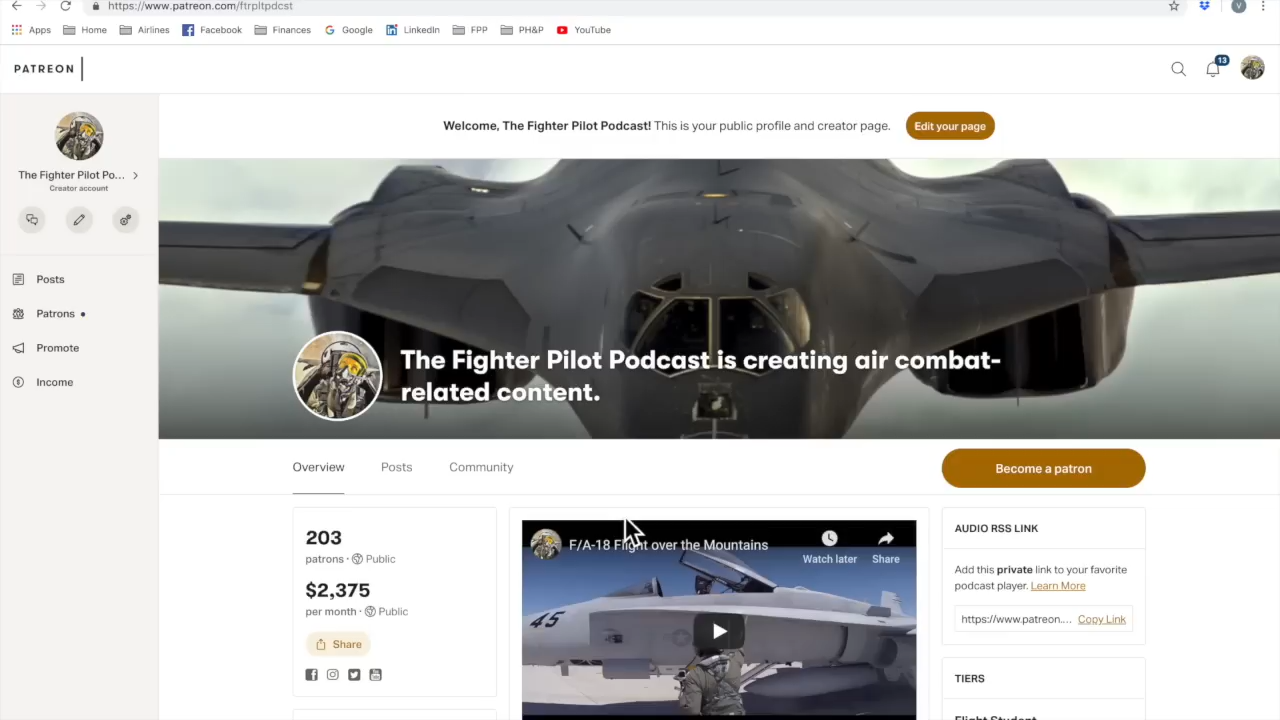 https://www.patreon.com/ftrpltpdcst
V
Apps Home Airlines Facebook Finances Google LinkedIn FPP PH&P YouTube
PATREON
13
Welcome, The Fighter Pilot Podcast! This is your public profile and creator page. Edit your page
The Fighter Pilot Po...
Creator account
Posts
Patrons
Promote
Income
The Fighter Pilot Podcast is creating air combat-
related content.
Overview Posts Community Become a patron
203
patrons · Public
$2,375
per month · Public
Share
F/A-18 Flight over the Mountains
Watch later Share
45
AUDIO RSS LINK
Add this private link to your favorite
podcast player. Learn More
https://www.patreon.... Copy Link
TIERS
Flight Student